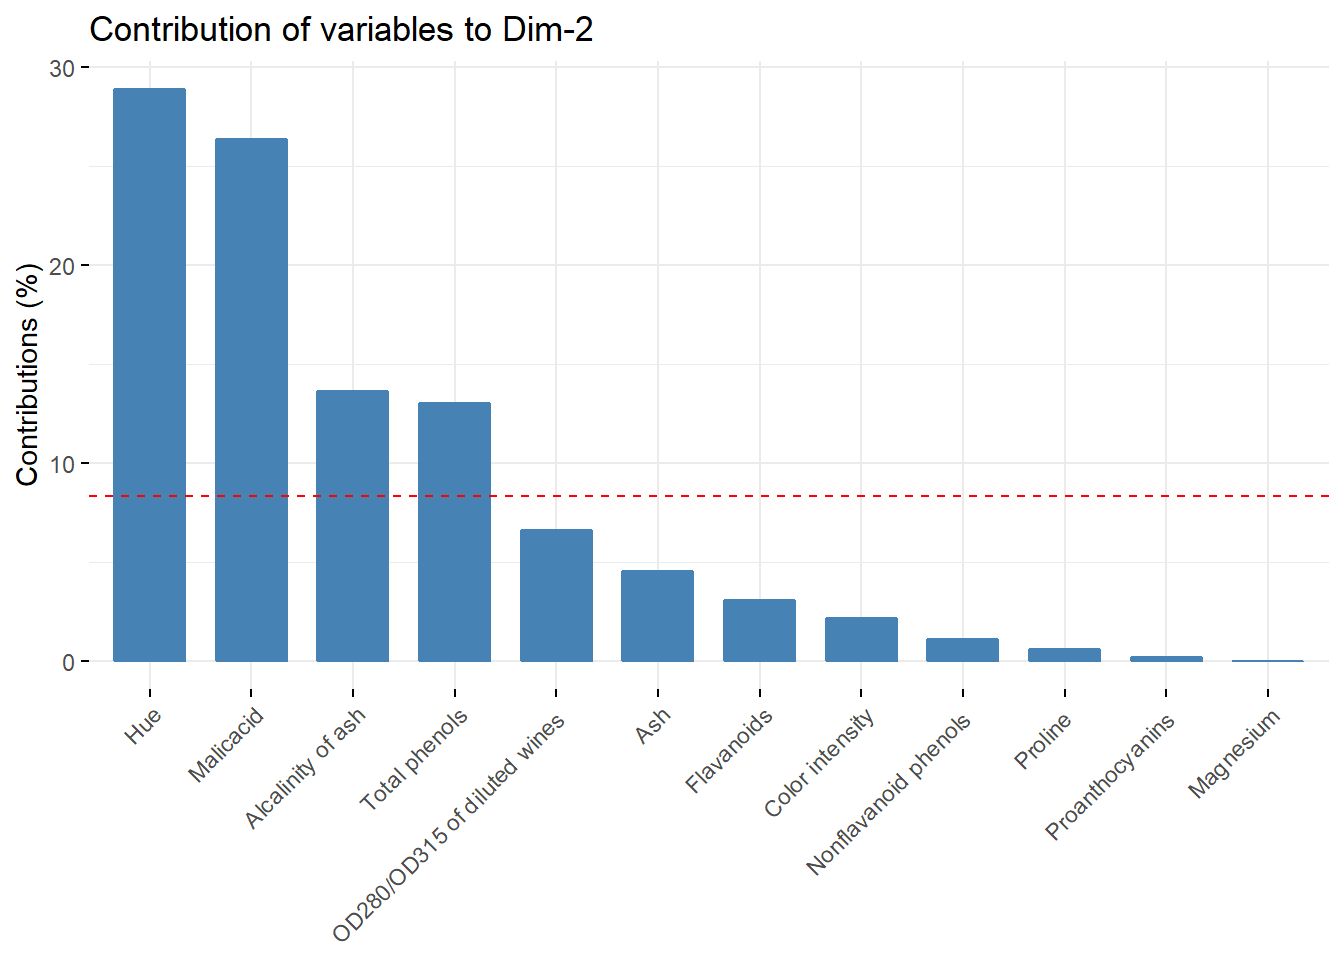 Contribution of variables to Dim-2
Contributions (%)
30
20
10
0
Hue
Malicacid
Alcalinity of ash
Total phenols
OD280/OD315 of diluted wines
Ash
Flavanoids
Color intensity
Nonflavanoid phenols
Proline
Proanthocyanins
Magnesium